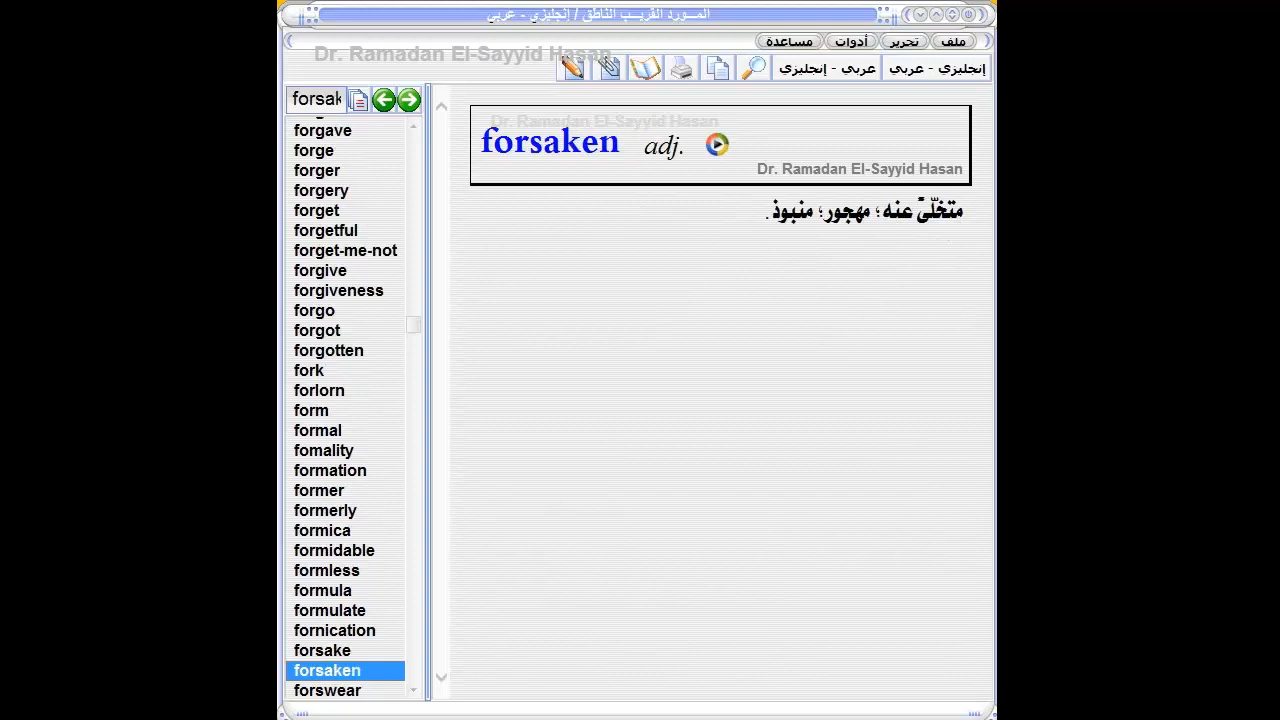 المــورد القريــب الناطق / إنجليزي - عربي
ملف تحرير أدوات مساعدة
Dr. Ramadan El-Sayyid Hasan
إنجليزي - عربي عربي - إنجليزي
forsak
forgave
forge
forger
forgery
forget
forgetful
forget-me-not
forgive
forgiveness
forgo
forgot
forgotten
fork
forlorn
form
formal
fomality
formation
former
formerly
formica
formidable
formless
formula
formulate
fornication
forsake
forsaken
forswear
Dr. Ramadan El-Sayyid Hasan
forsaken adj.
Dr. Ramadan El-Sayyid Hasan
متخلّىً عنه؛ مهجور؛ منبوذ.